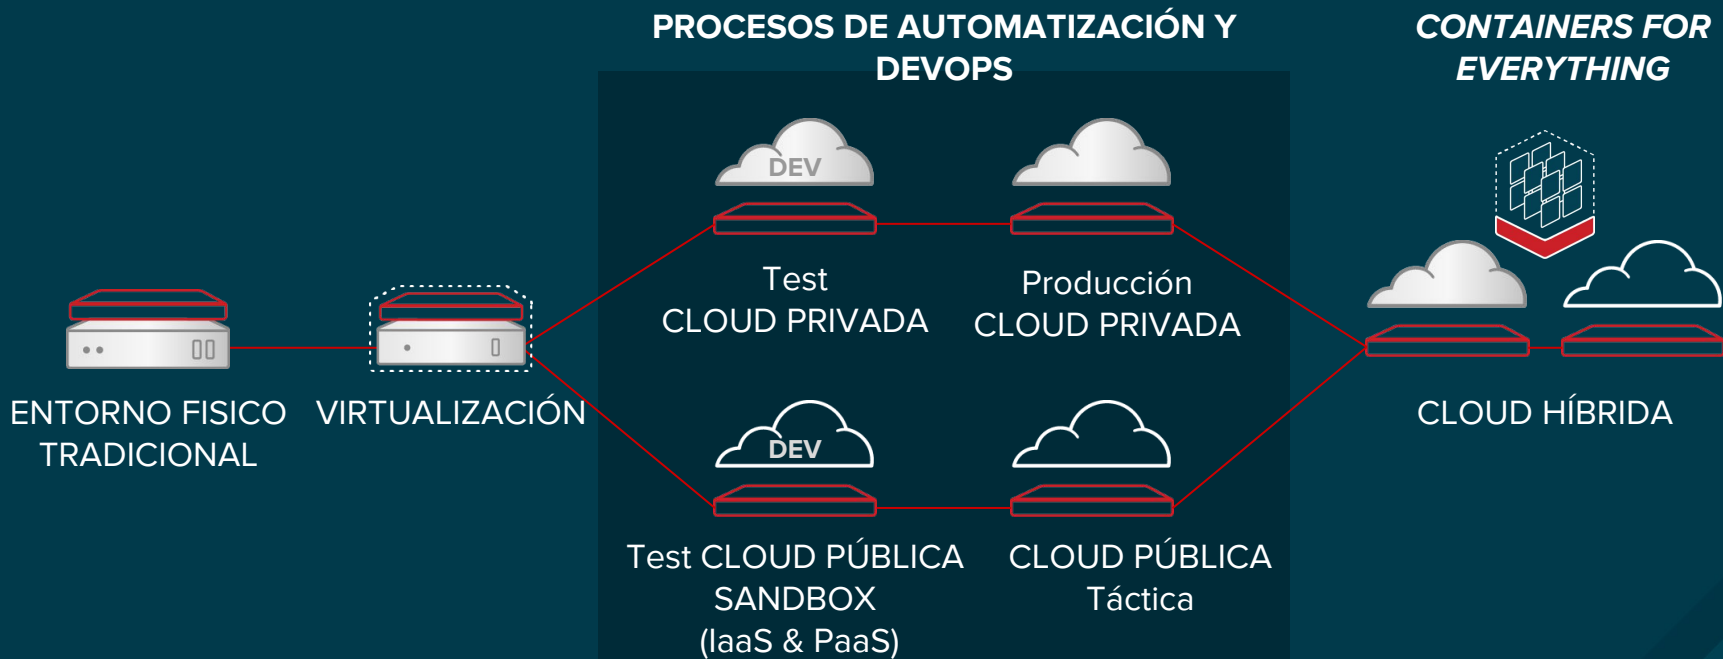 PROCESOS DE AUTOMATIZACIÓN Y
DEVOPS
CONTAINERS FOR
EVERYTHING
DEV
Test
CLOUD PRIVADA
Producción
CLOUD PRIVADA
ENTORNO FISICO
TRADICIONAL
VIRTUALIZACIÓN
CLOUD HÍBRIDA
DEV
Test CLOUD PÚBLICA
SANDBOX
(IaaS & PaaS)
CLOUD PÚBLICA
Táctica